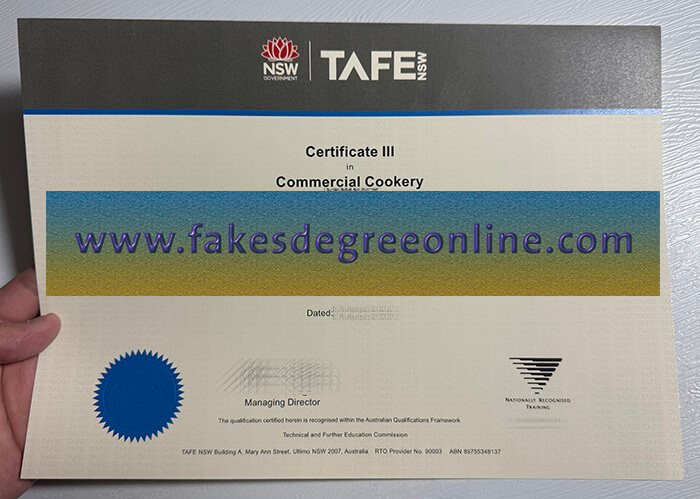 NSW
GOVERNMENT
TAFE NSW
Certificate III
in
Commercial Cookery
www.fakesdegreeonline.com
Dated:
Managing Director
NATIONALLY RECOGNISED
TRAINING
The qualification certified herein is recognised within the Australian Qualifications Framework
Technical and Further Education Commission
TAFE NSW Building A, Mary Ann Street, Ultimo NSW 2007, Australia RTO Provider No. 90003 ABN 89755348137